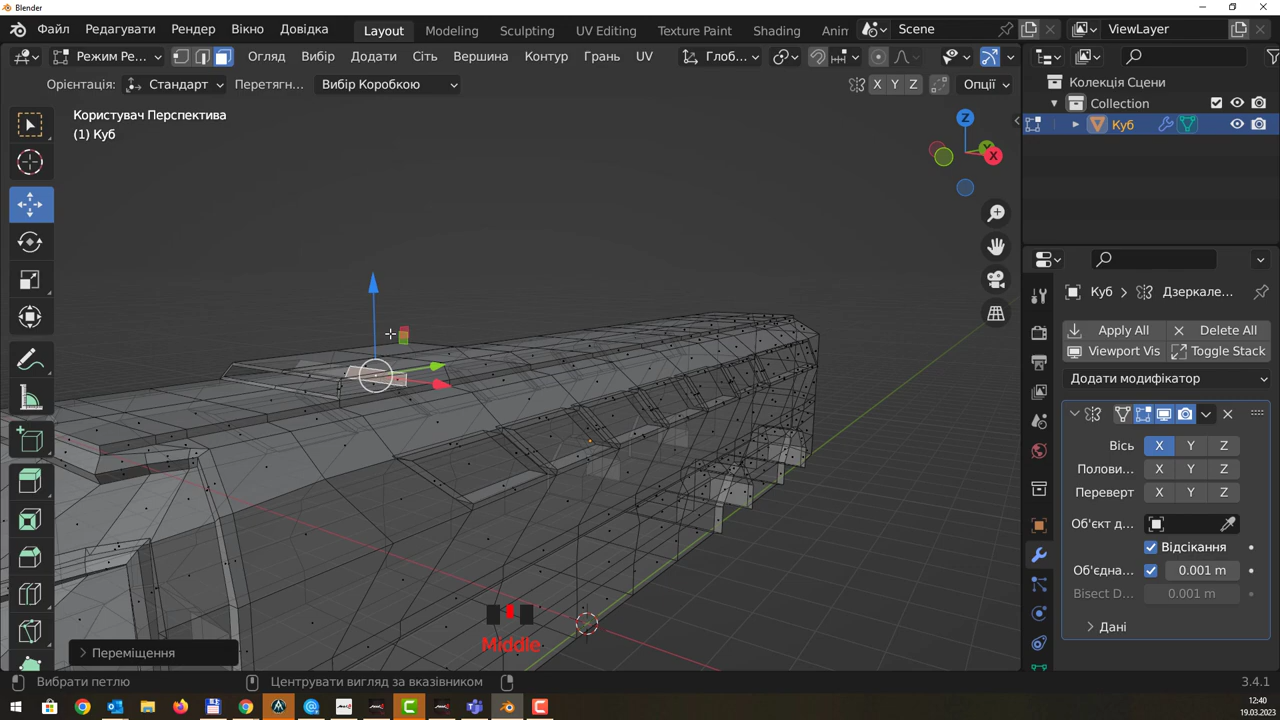 Blender
Файл Редагувати Рендер Вікно Довідка Layout Modeling Sculpting UV Editing Texture Paint Shading Anim Scene ViewLayer
Режим Ре... Огляд Вибір Додати Сіть Вершина Контур Грань UV Глоб...
Орієнтація: Стандарт Перетягн... Вибір Коробкою X Y Z Опції
Користувач Перспектива
(1) Куб
Z
Y
X
Колекція Сцени
Collection
Куб
Куб Дзеркале...
Apply All Delete All
Viewport Vis Toggle Stack
Додати модифікатор
Вісь X Y Z
Полови... X Y Z
Переверт X Y Z
Об'єкт д...
Відсікання
Об'єдна... 0.001 m
Bisect D... 0.001 m
Дані
Middle
Переміщення
Вибрати петлю Центрувати вигляд за вказівником 3.4.1
12:40
19.03.2023